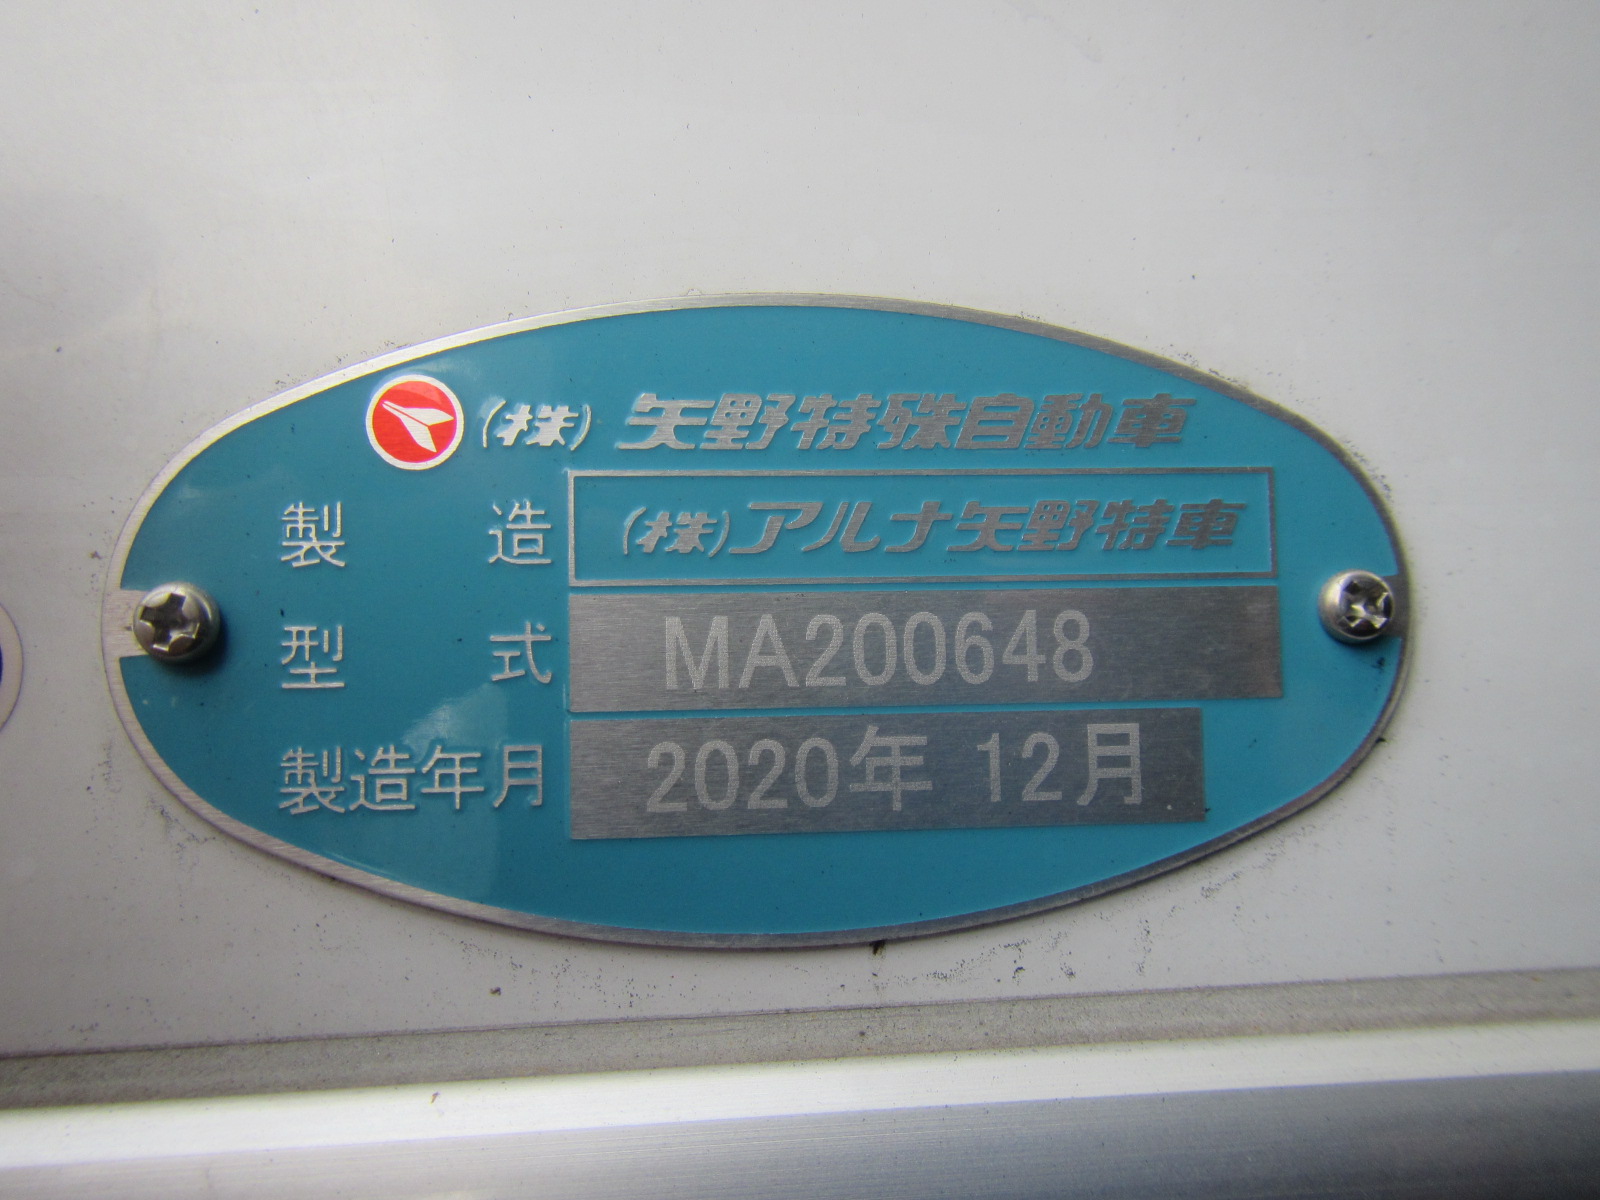 (株) 矢野特殊自動車
製造 (株)アルナ矢野特車
型式 MA200648
製造年月 2020年 12月